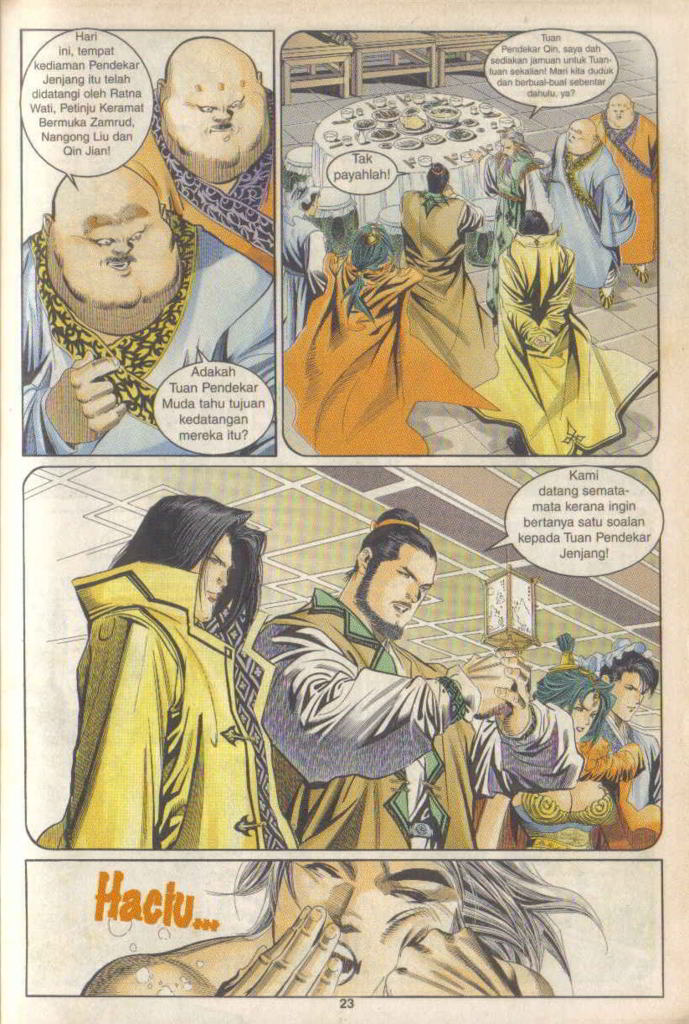 Hari
ini, tempat
kediaman Pendekar
Jenjang itu telah
didatangi oleh Ratna
Wati, Petinju Keramat
Bermuka Zamrud,
Nangong Liu dan
Qin Jian!
Adakah
Tuan Pendekar
Muda tahu tujuan
kedatangan
mereka itu?
Tuan
Pendekar Qin, saya dah
sediakan jamuan untuk Tuan-
tuan sekalian! Mari kita duduk
dan berbual-bual sebentar
dahulu, ya?
Tak
payahlah!
Kami
datang semata-
mata kerana ingin
bertanya satu soalan
kepada Tuan Pendekar
Jenjang!
Haciu...
23